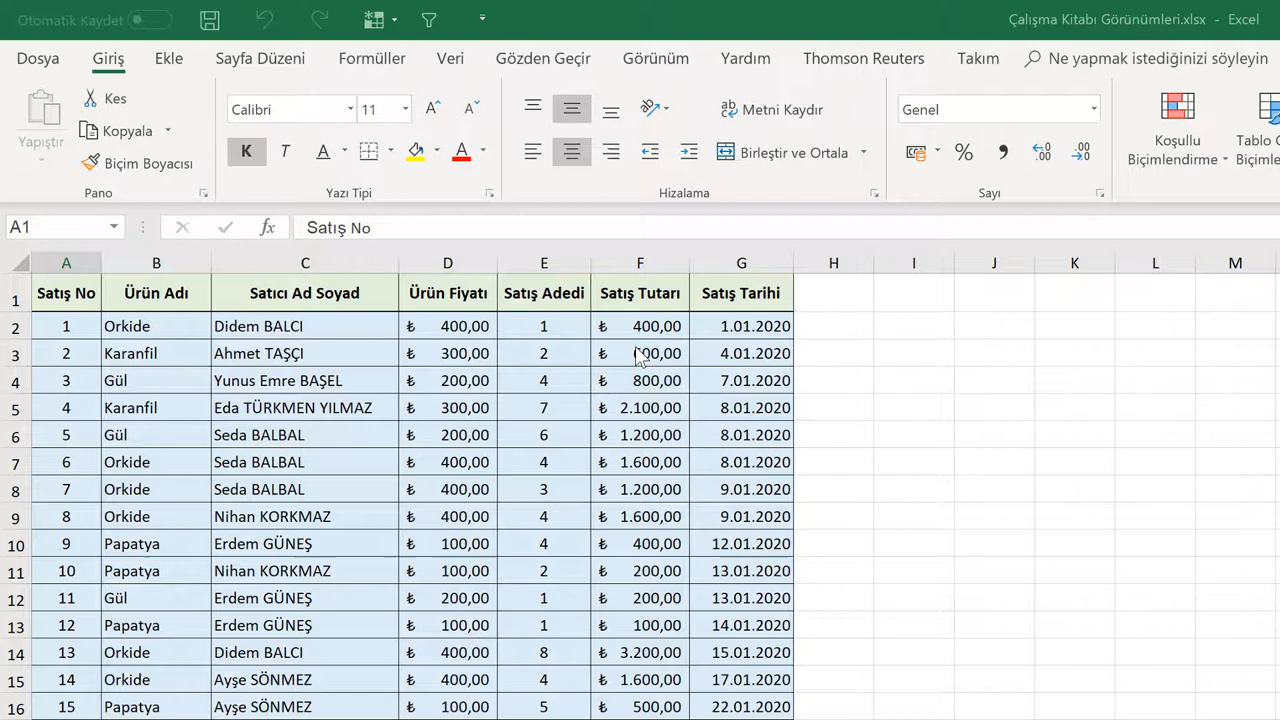 Otomatik Kaydet
Çalışma Kitabı Görünümleri.xlsx - Excel
Dosya Giriş Ekle Sayfa Düzeni Formüller Veri Gözden Geçir Görünüm Yardım Thomson Reuters Takım Ne yapmak istediğinizi söyleyin
Yapıştır
Kes
Kopyala
Biçim Boyacısı
Pano
Calibri 11
K T A
Yazı Tipi
Metni Kaydır
Birleştir ve Ortala
Hizalama
Genel
Sayı
Koşullu
Biçimlendirme
Tablo
Biçimle
A1 fx Satış No
A B C D E F G H I J K L M
1 Satış No Ürün Adı Satıcı Ad Soyad Ürün Fiyatı Satış Adedi Satış Tutarı Satış Tarihi
2 1 Orkide Didem BALCI ₺ 400,00 1 ₺ 400,00 1.01.2020
3 2 Karanfil Ahmet TAŞÇI ₺ 300,00 2 ₺ 4.01.2020
4 3 Gül Yunus Emre BAŞEL ₺ 200,00 4 ₺ 800,00 7.01.2020
5 4 Karanfil Eda TÜRKMEN YILMAZ ₺ 300,00 7 ₺ 2.100,00 8.01.2020
6 5 Gül Seda BALBAL ₺ 200,00 6 ₺ 1.200,00 8.01.2020
7 6 Orkide Seda BALBAL ₺ 400,00 4 ₺ 1.600,00 8.01.2020
8 7 Orkide Seda BALBAL ₺ 400,00 3 ₺ 1.200,00 9.01.2020
9 8 Orkide Nihan KORKMAZ ₺ 400,00 4 ₺ 1.600,00 9.01.2020
10 9 Papatya Erdem GÜNEŞ ₺ 100,00 4 ₺ 400,00 12.01.2020
11 10 Papatya Nihan KORKMAZ ₺ 100,00 2 ₺ 200,00 13.01.2020
12 11 Gül Erdem GÜNEŞ ₺ 200,00 1 ₺ 200,00 13.01.2020
13 12 Papatya Erdem GÜNEŞ ₺ 100,00 1 ₺ 100,00 14.01.2020
14 13 Orkide Didem BALCI ₺ 400,00 8 ₺ 3.200,00 15.01.2020
15 14 Orkide Ayşe SÖNMEZ ₺ 400,00 4 ₺ 1.600,00 17.01.2020
16 15 Papatya Ayşe SÖNMEZ ₺ 100,00 5 ₺ 500,00 22.01.2020